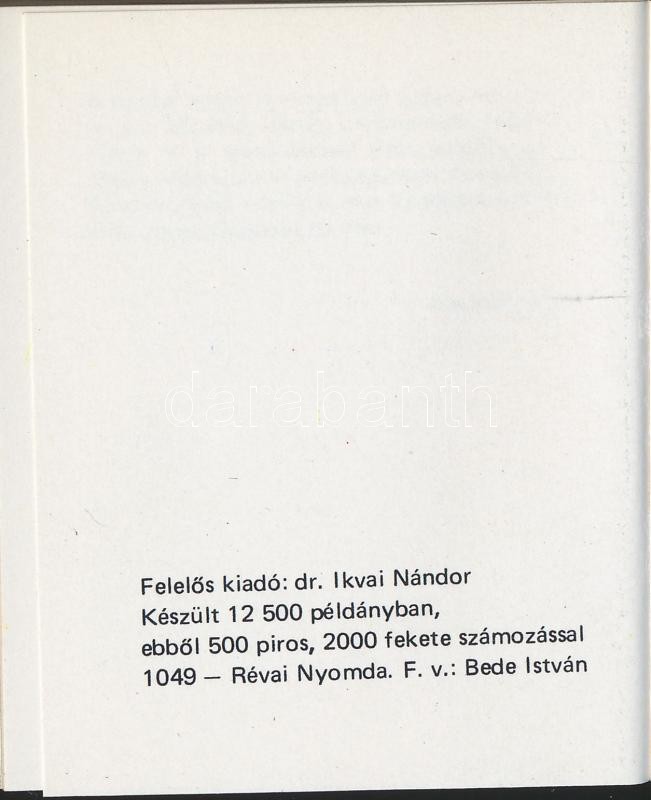 darabanth
Felelős kiadó: dr. Ikvai Nándor
Készült 12 500 példányban,
ebből 500 piros, 2000 fekete számozással
1049 — Révai Nyomda. F. v.: Bede István